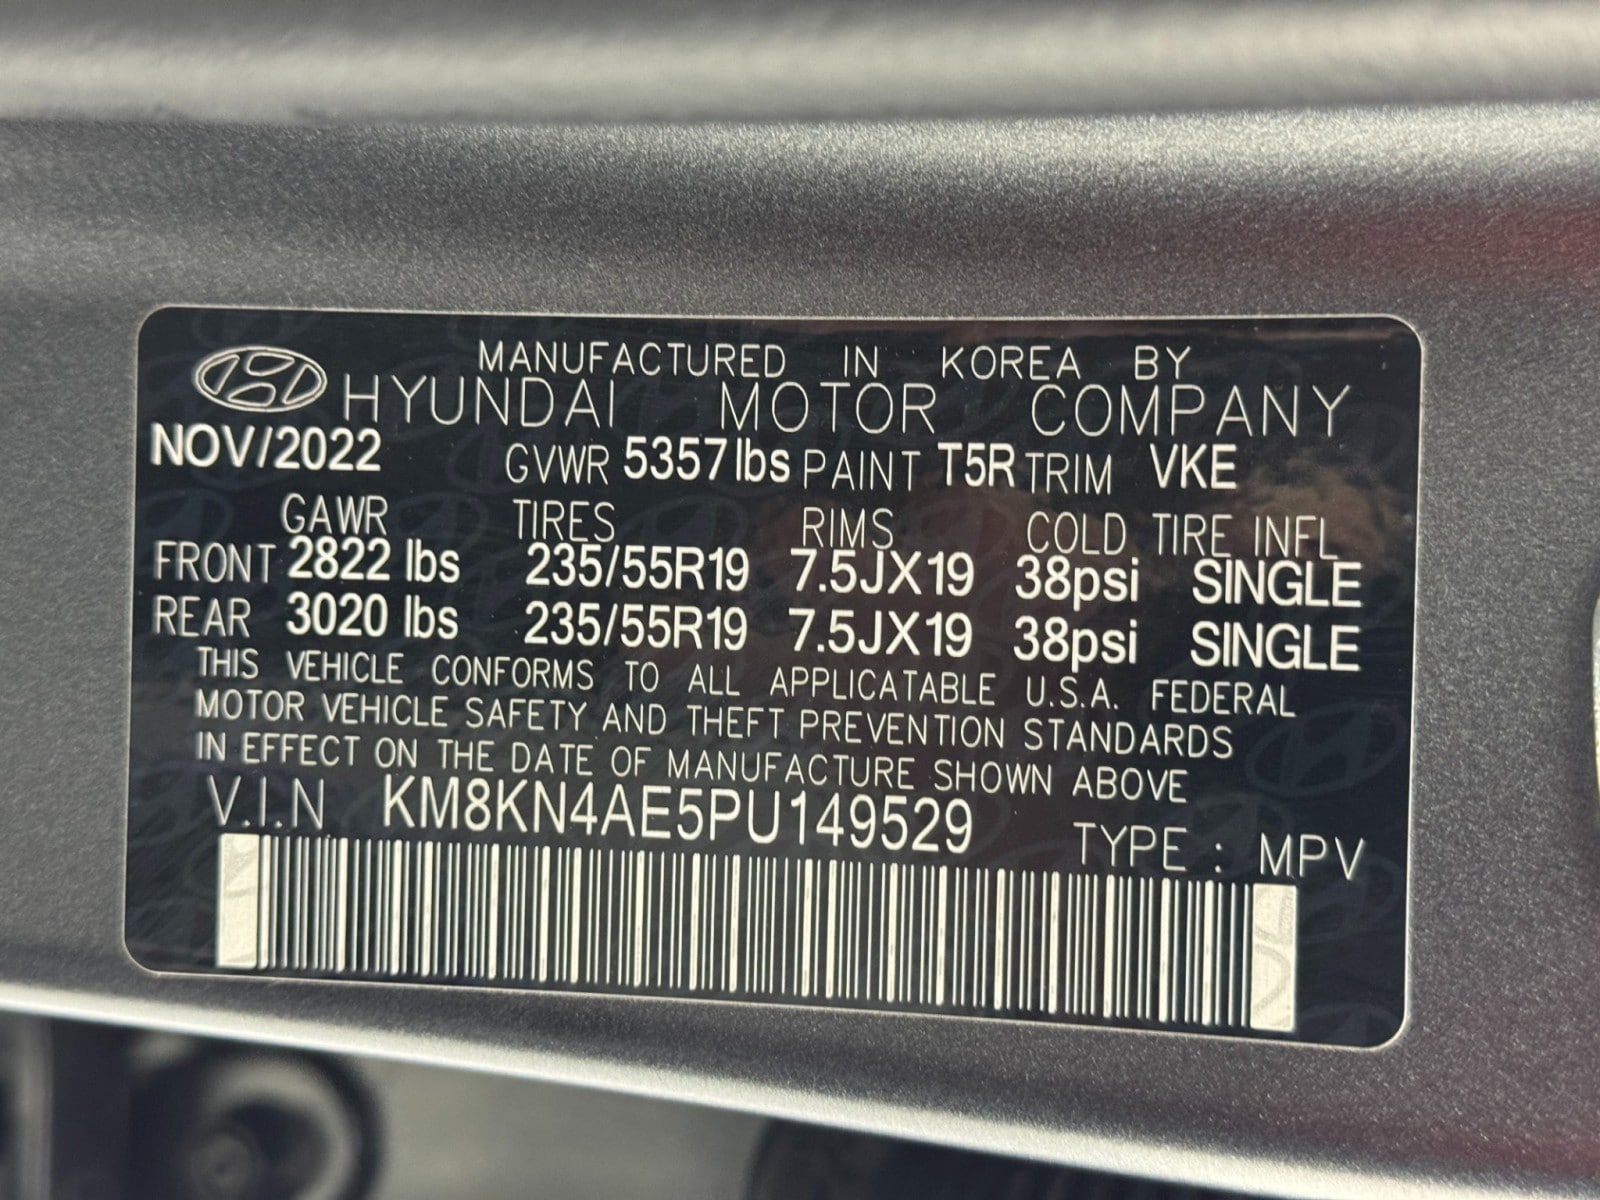 MANUFACTURED IN KOREA BY
HYUNDAI MOTOR COMPANY
NOV/2022 GVWR 5357 lbs PAINT T5R TRIM VKE
GAWR TIRES RIMS COLD TIRE INFL
FRONT 2822 lbs 235/55R19 7.5JX19 38psi SINGLE
REAR 3020 lbs 235/55R19 7.5JX19 38psi SINGLE
THIS VEHICLE CONFORMS TO ALL APPLICATABLE U.S.A. FEDERAL
MOTOR VEHICLE SAFETY AND THEFT PREVENTION STANDARDS
IN EFFECT ON THE DATE OF MANUFACTURE SHOWN ABOVE
V.I.N KM8KN4AE5PU149529 TYPE : MPV